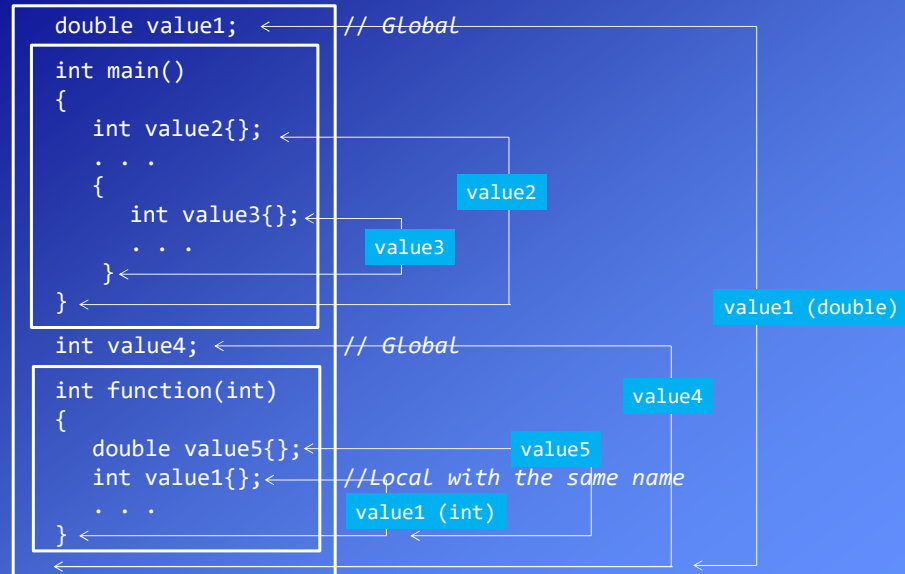 double value1; // Global
int main()
{
int value2{};
. . .
{
value2
int value3{};
. . .
value3
}
}
value1 (double)
int value4; // Global
int function(int)
value4
{
double value5{};
value5
int value1{}; //Local with the same name
. . .
value1 (int)
}